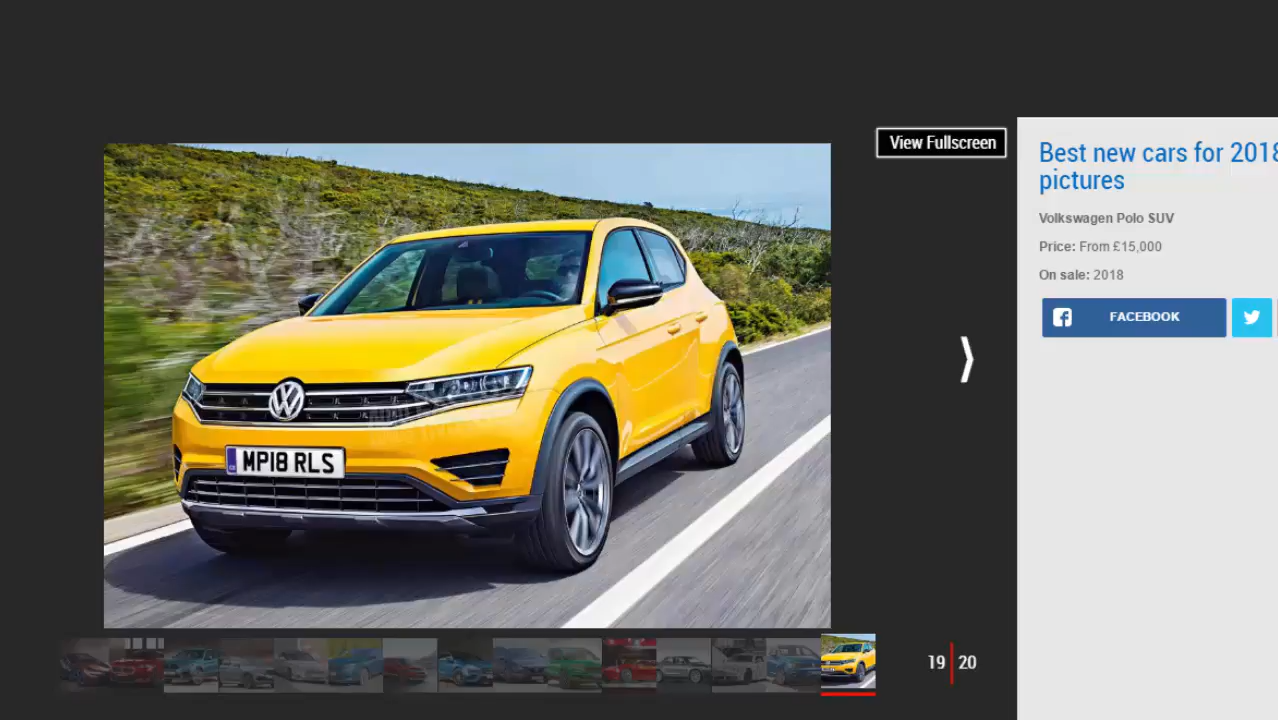 View Fullscreen
Best new cars for 2018
pictures
Volkswagen Polo SUV
Price: From £15,000
On sale: 2018
FACEBOOK
MP18 RLS
19 20